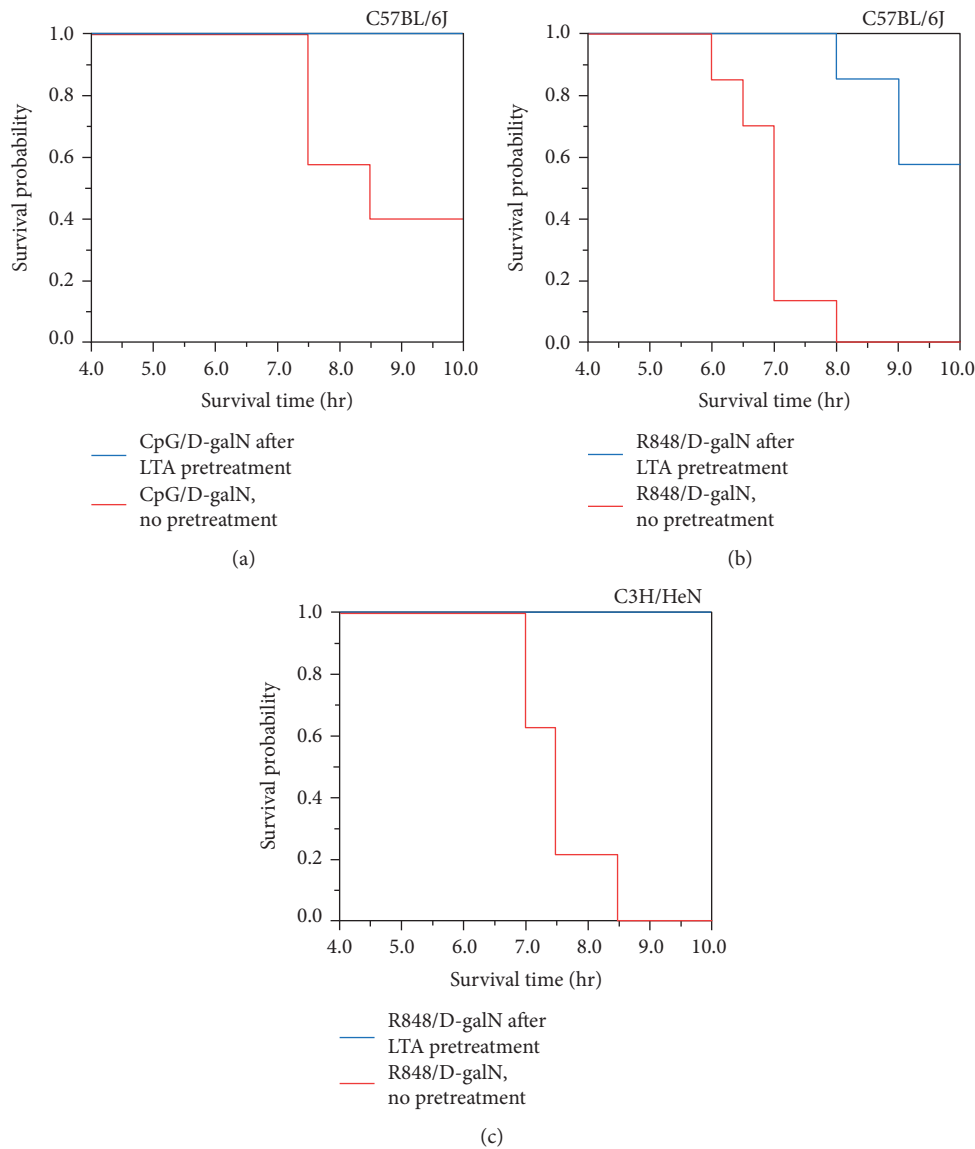 C57BL/6J
1.0
0.8
0.6
0.4
0.2
0.0
Survival probability
4.0 5.0 6.0 7.0 8.0 9.0 10.0
Survival time (hr)
CpG/D-galN after
LTA pretreatment
CpG/D-galN,
no pretreatment
(a)
C57BL/6J
1.0
0.8
0.6
0.4
0.2
0.0
Survival probability
4.0 5.0 6.0 7.0 8.0 9.0 10.0
Survival time (hr)
R848/D-galN after
LTA pretreatment
R848/D-galN,
no pretreatment
(b)
C3H/HeN
1.0
0.8
0.6
0.4
0.2
0.0
Survival probability
4.0 5.0 6.0 7.0 8.0 9.0 10.0
Survival time (hr)
R848/D-galN after
LTA pretreatment
R848/D-galN,
no pretreatment
(c)